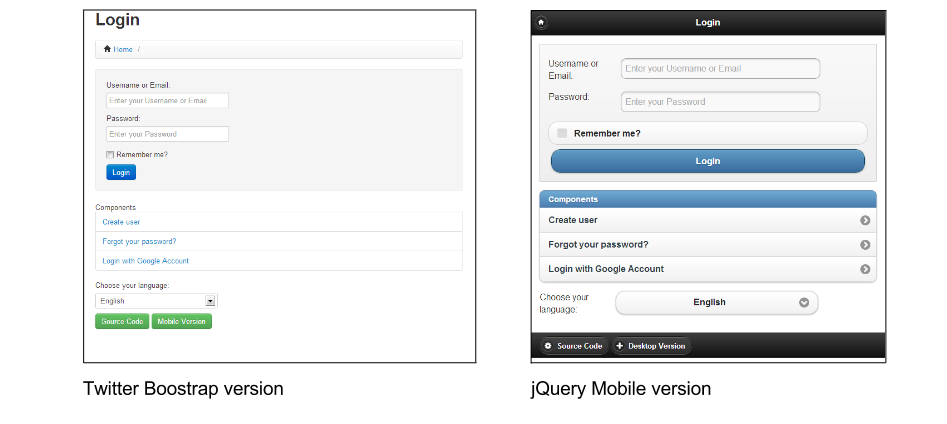 Login
Home /
Username or Email:
Enter your Username or Email
Password:
Enter your Password
Remember me?
Login
Components
Create user
Forgot your password?
Login with Google Account
Choose your language:
English
Source Code Mobile Version
Twitter Boostrap version
Login
Username or
Email:
Enter your Username or Email
Password:
Enter your Password
Remember me?
Login
Components
Create user
Forgot your password?
Login with Google Account
Choose your
language:
English
Source Code Desktop Version
jQuery Mobile version